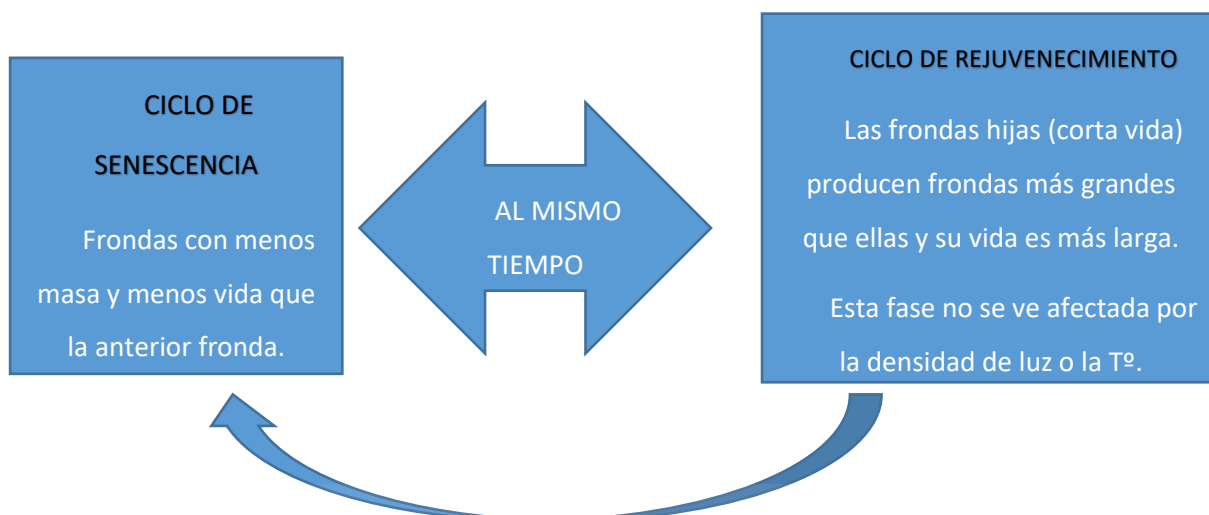 CICLO DE
SENESCENCIA
Frondas con menos
masa y menos vida que
la anterior fronda.
AL MISMO
TIEMPO
CICLO DE REJUVENECIMIENTO
Las frondas hijas (corta vida)
producen frondas más grandes
que ellas y su vida es más larga.
Esta fase no se ve afectada por
la densidad de luz o la Tº.